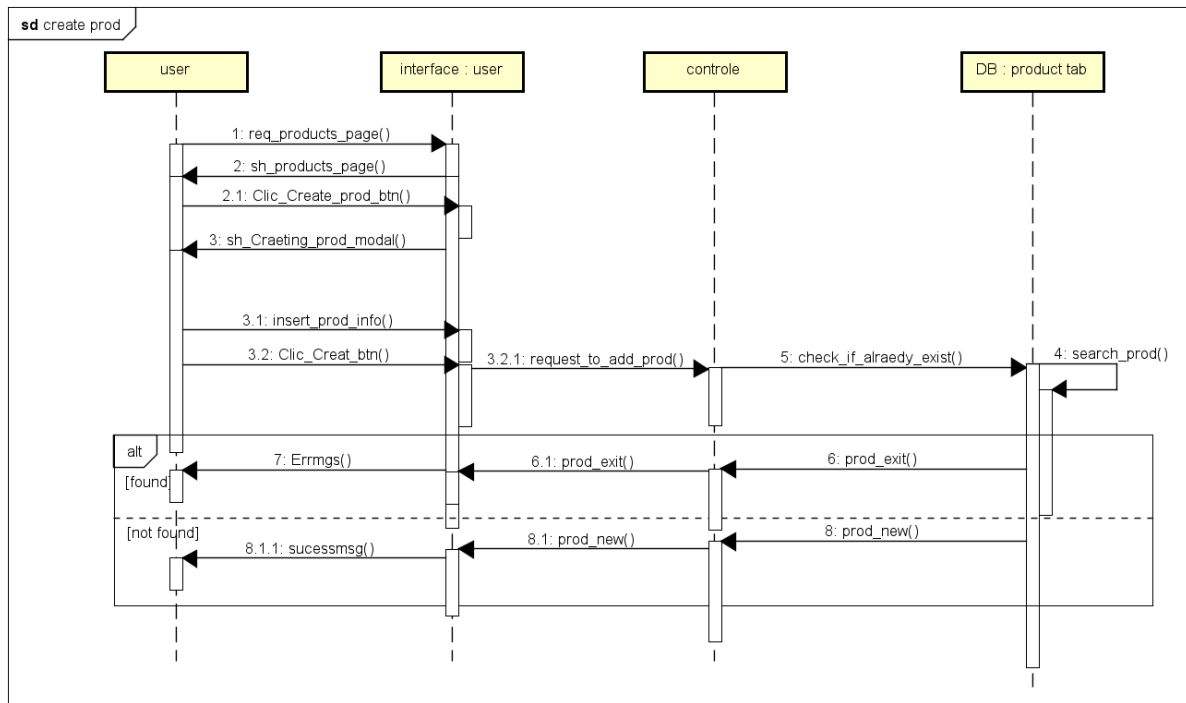 sd create prod
user
interface : user
controle
DB : product tab
1: req_products_page()
2: sh_products_page()
2.1: Clic_Create_prod_btn()
3: sh_Craeting_prod_modal()
3.1: insert_prod_info()
3.2: Clic_Creat_btn()
3.2.1: request_to_add_prod()
5: check_if_alraedy_exist()
4: search_prod()
alt
[found]
7: Errmgs()
6.1: prod_exit()
6: prod_exit()
[not found]
8.1.1: sucessmsg()
8.1: prod_new()
8: prod_new()